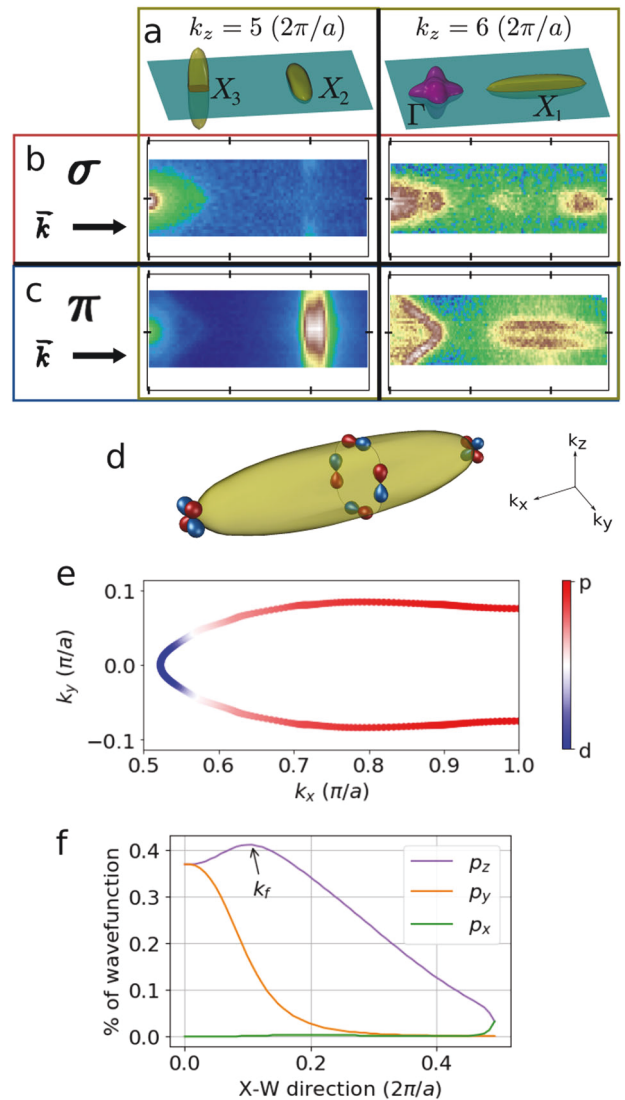 a
k_z = 5 (2π/a)
k_z = 6 (2π/a)
X_3
X_2
Γ
X_1
b
σ
k̄
c
π
k̄
d
k_z
k_x
k_y
e
0.1
0.0
−0.1
k_y (π/a)
0.5 0.6 0.7 0.8 0.9 1.0
k_x (π/a)
p
d
f
0.4
0.3
0.2
0.1
0.0
% of wavefunction
k_f
p_z
p_y
p_x
0.0 0.2 0.4
X-W direction (2π/a)